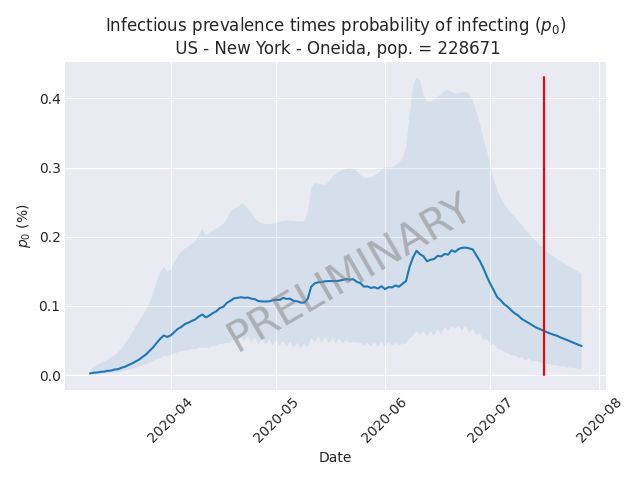 Infectious prevalence times probability of infecting (p₀)
US - New York - Oneida, pop. = 228671
p₀ (%)
0.4
0.3
0.2
0.1
0.0
PRELIMINARY
2020-04
2020-05
2020-06
2020-07
2020-08
Date